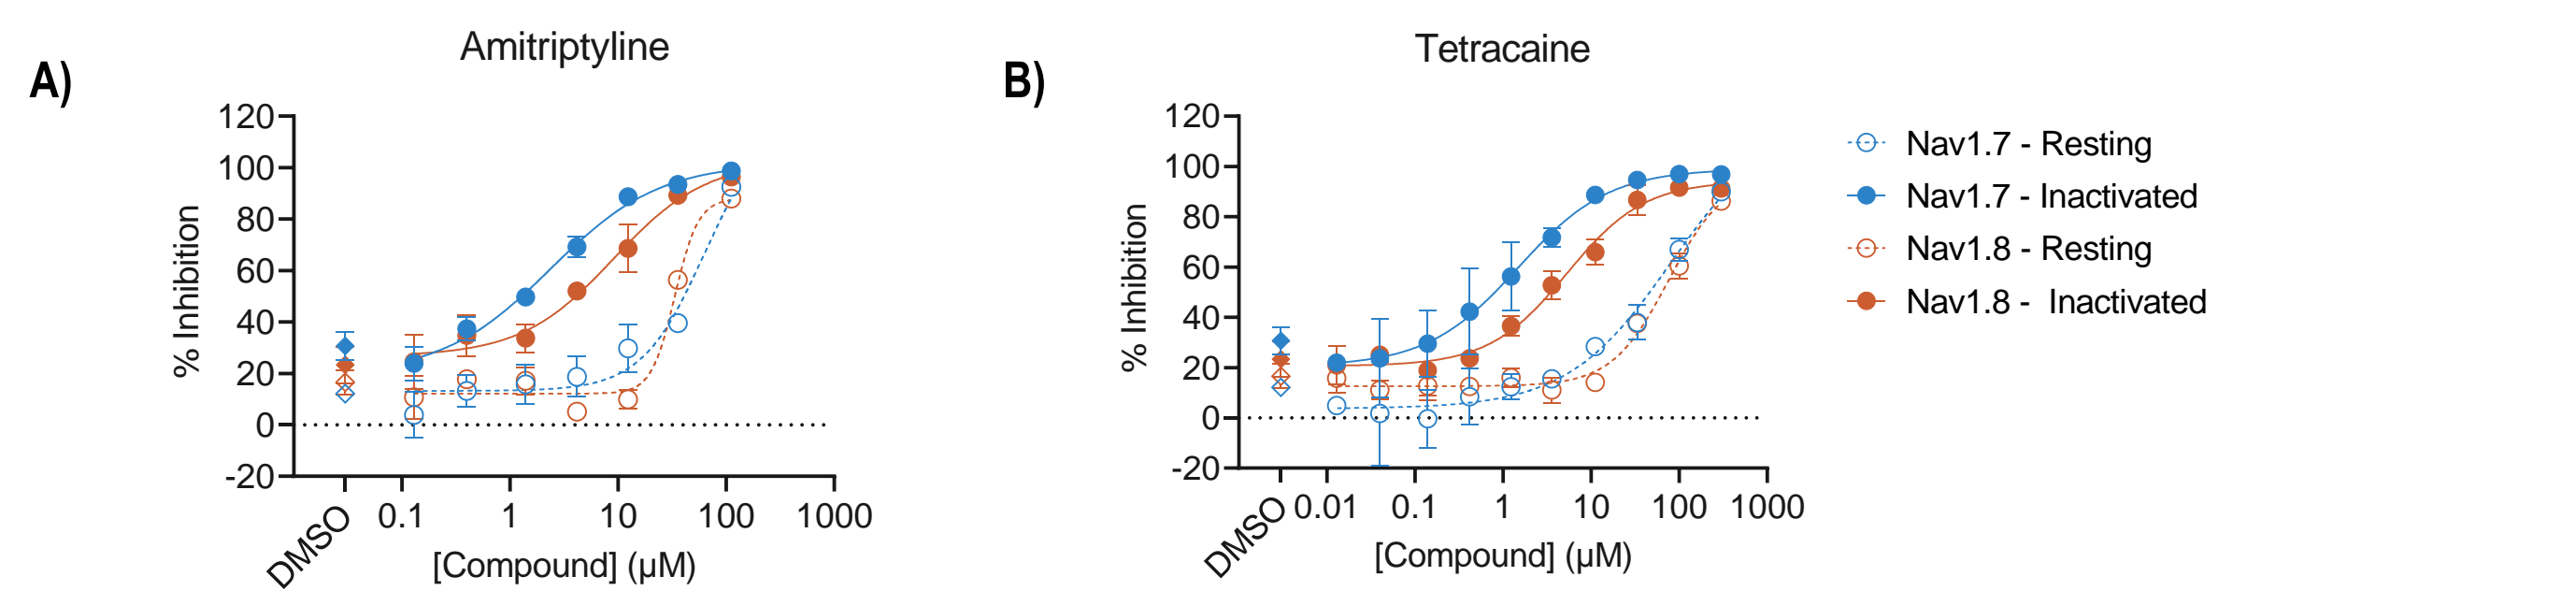 A)
Amitriptyline
120
100
80
60
40
20
0
-20
% Inhibition
DMSO
0.1
1
10
100
1000
[Compound] (µM)
B)
Tetracaine
120
100
80
60
40
20
0
-20
% Inhibition
DMSO
0.01
0.1
1
10
100
1000
[Compound] (µM)
Nav1.7 - Resting
Nav1.7 - Inactivated
Nav1.8 - Resting
Nav1.8 - Inactivated